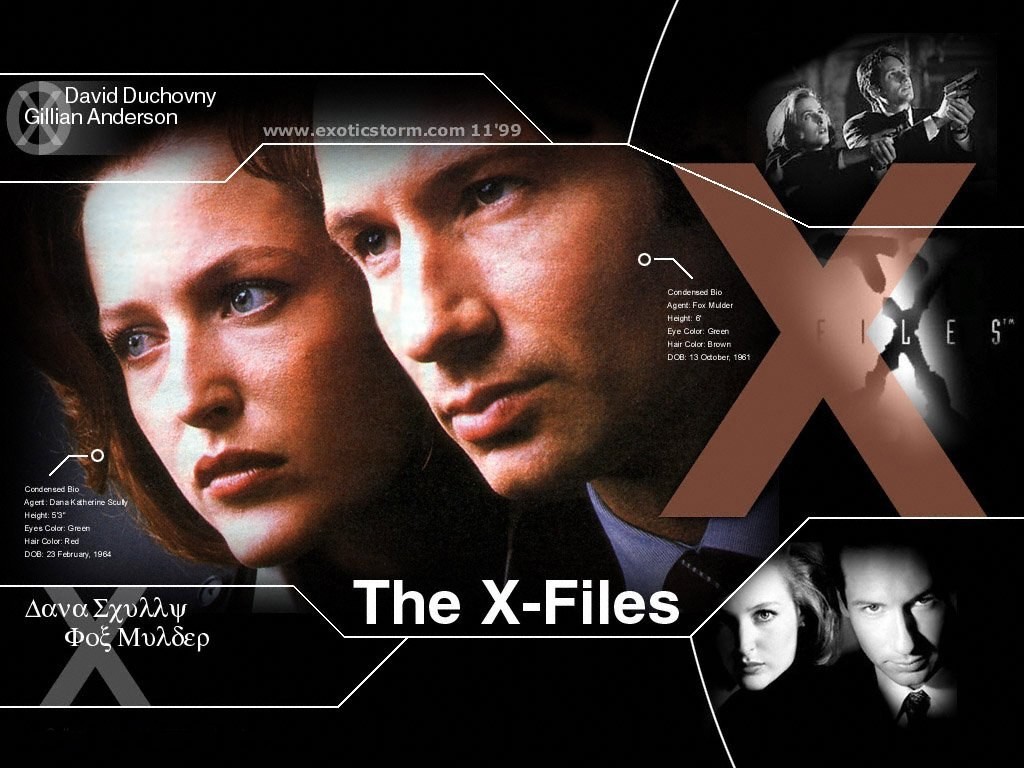 David Duchovny
Gillian Anderson
www.exoticstorm.com 11'99
Condensed Bio
Agent: Fox Mulder
Height: 6'
Eye Color: Green
Hair Color: Brown
DOB: 13 October, 1961
X
FILES™
Condensed Bio
Agent: Dana Katherine Scully
Height: 5'3"
Eyes Color: Green
Hair Color: Red
DOB: 23 February, 1964
The X-Files
Δανα Σχυλλψ
Φοξ Μυλδερ